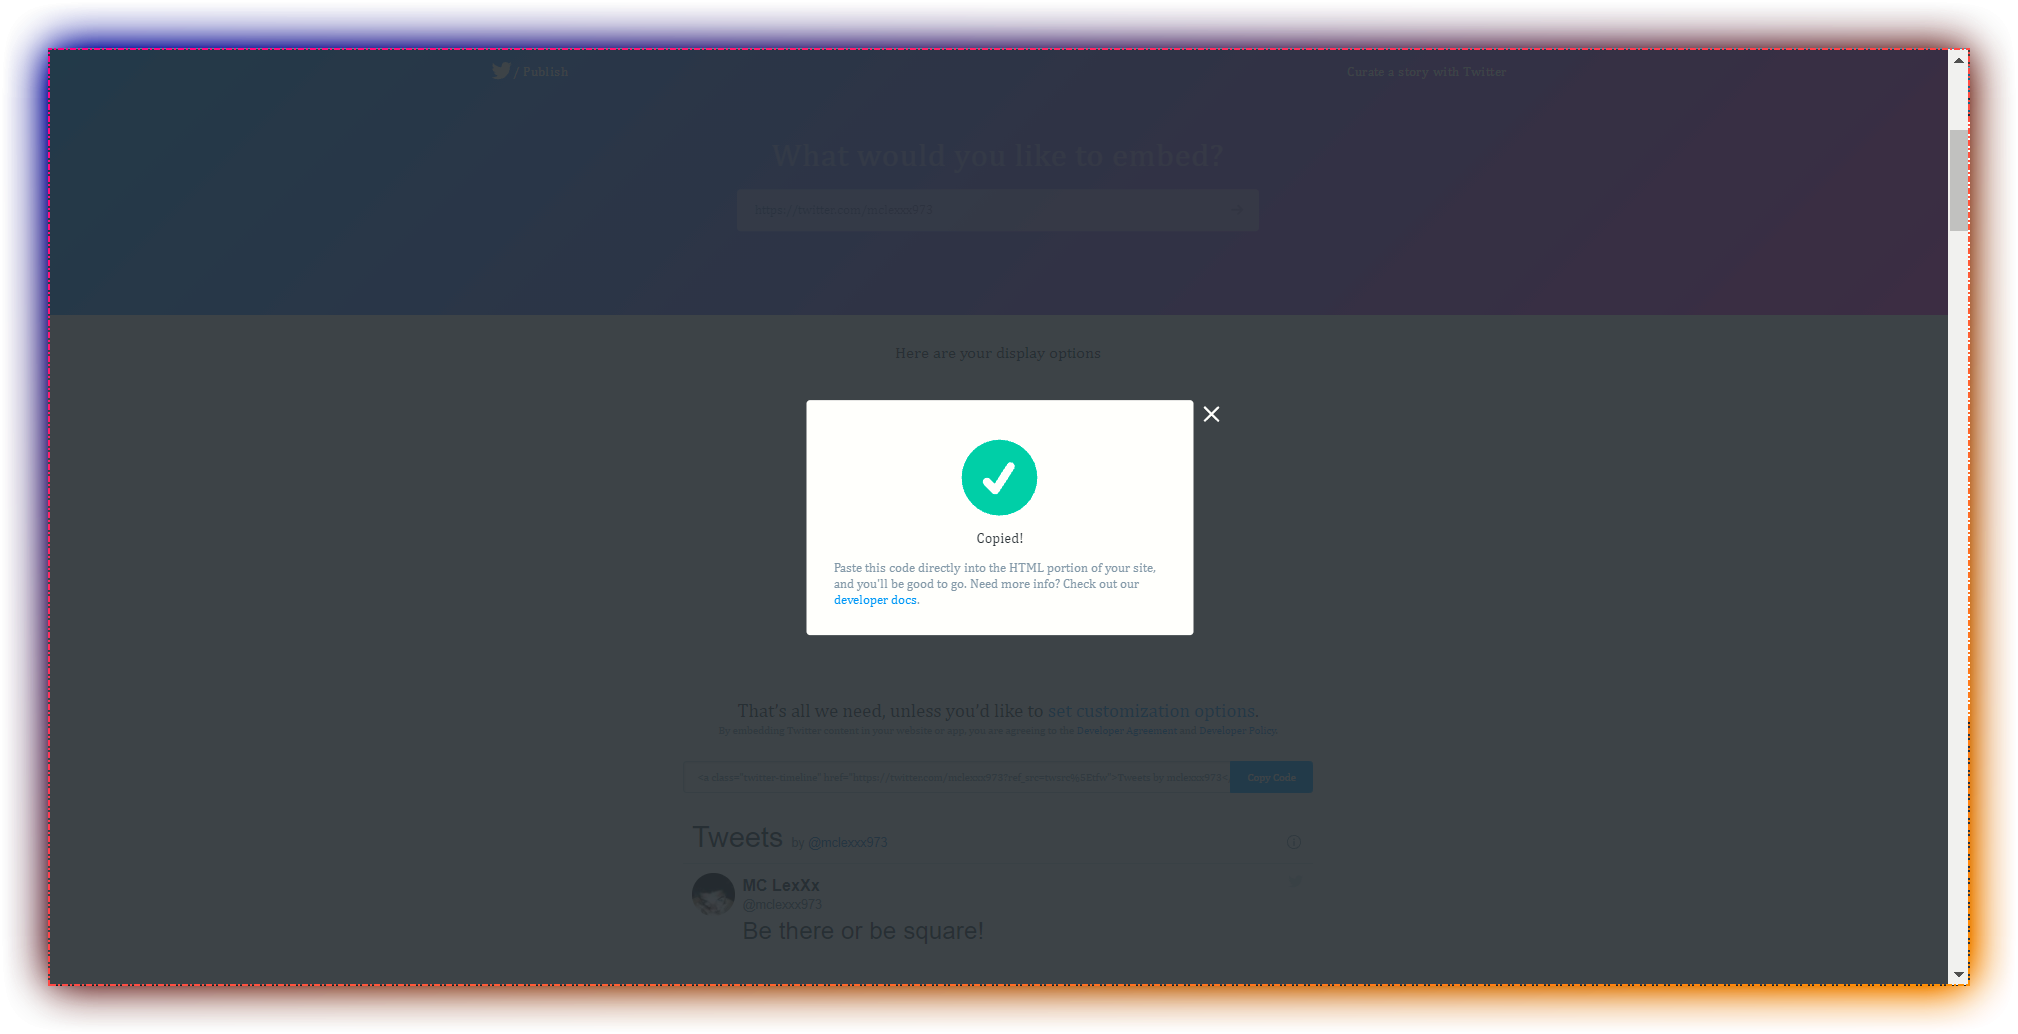 / Publish
Curate a story with Twitter
What would you like to embed?
https://twitter.com/mclexxx973
Here are your display options
Copied!
Paste this code directly into the HTML portion of your site,
and you'll be good to go. Need more info? Check out our
developer docs.
That's all we need, unless you'd like to set customization options.
By embedding Twitter content in your website or app, you are agreeing to the Developer Agreement and Developer Policy.
<a class="twitter-timeline" href="https://twitter.com/mclexxx973?ref_src=twsrc%5Etfw">Tweets by mclexxx973<
Copy Code
Tweets by @mclexxx973
MC LexXx
@mclexxx973
Be there or be square!